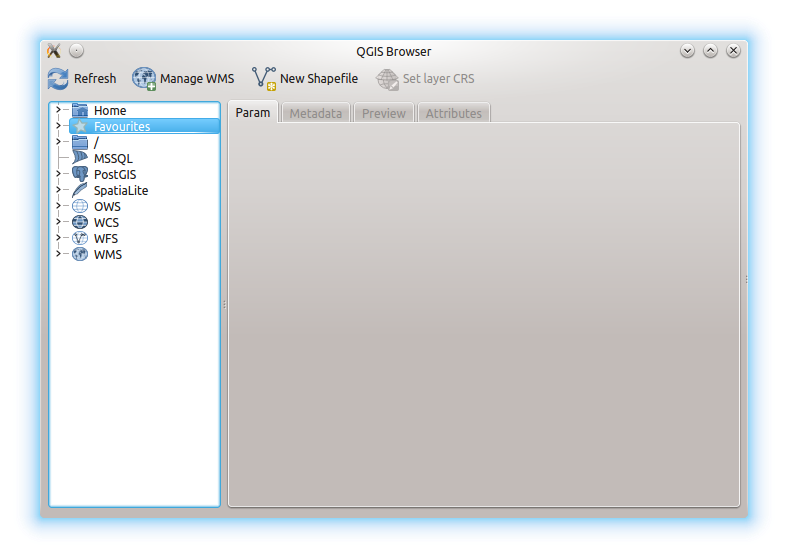 QGIS Browser
Refresh Manage WMS New Shapefile Set layer CRS
Param Metadata Preview Attributes
Home
Favourites
/
MSSQL
PostGIS
SpatiaLite
OWS
WCS
WFS
WMS